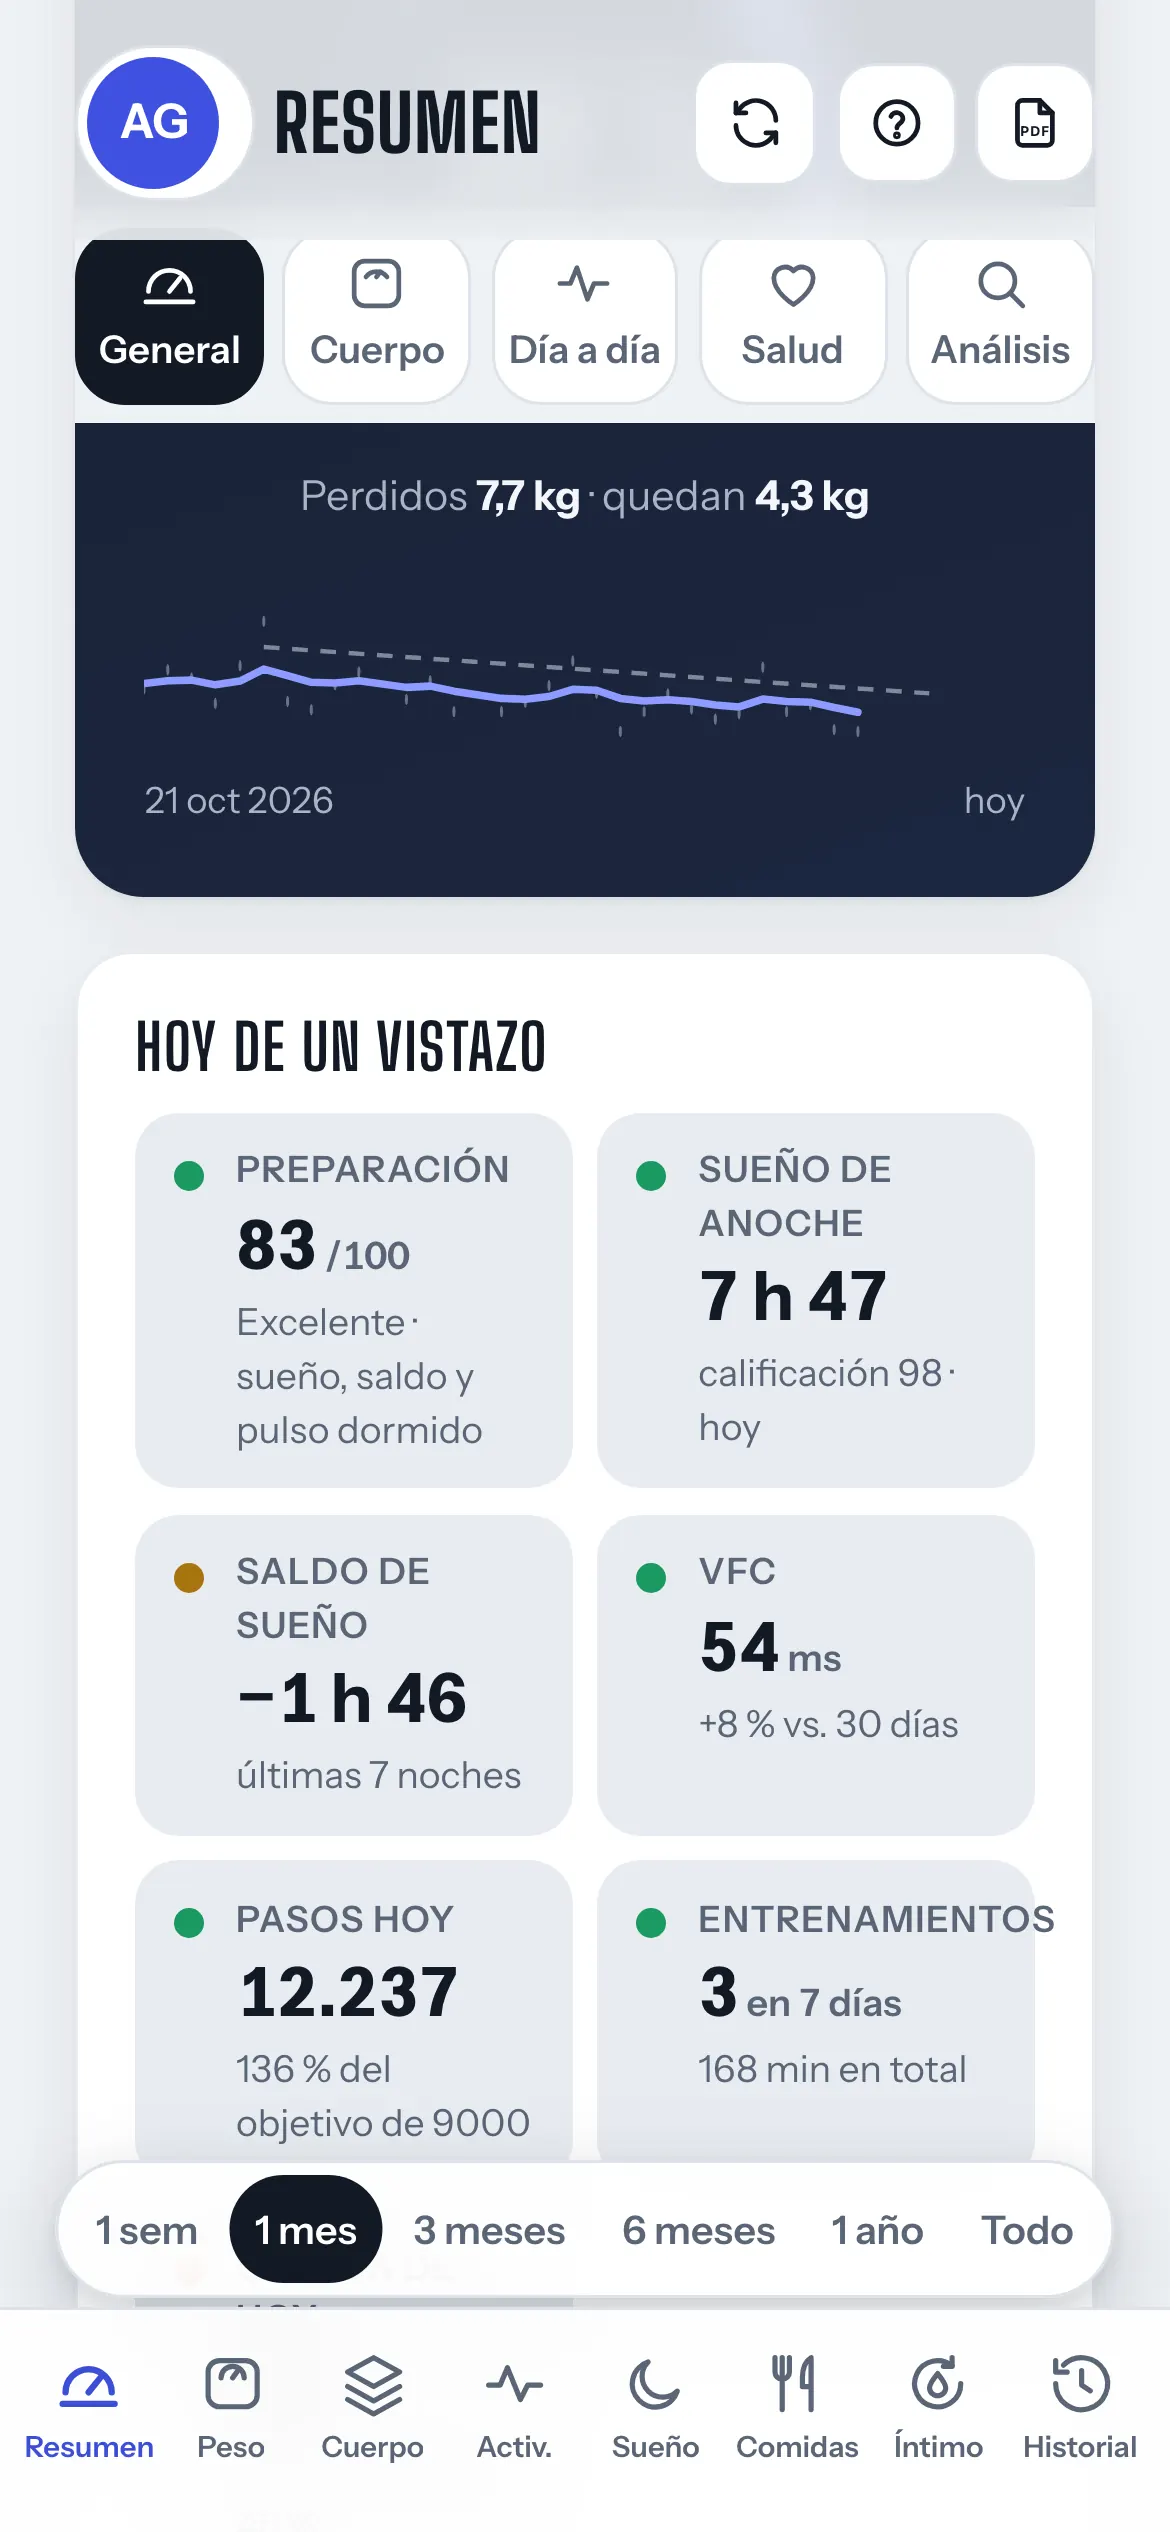 AG
RESUMEN
PDF
General
Cuerpo
Día a día
Salud
Análisis
Perdidos 7,7 kg · quedan 4,3 kg
21 oct 2026
hoy
HOY DE UN VISTAZO
PREPARACIÓN
83 /100
Excelente ·
sueño, saldo y
pulso dormido
SUEÑO DE
ANOCHE
7 h 47
calificación 98 ·
hoy
SALDO DE
SUEÑO
−1 h 46
últimas 7 noches
VFC
54 ms
+8 % vs. 30 días
PASOS HOY
12.237
136 % del
objetivo de 9000
ENTRENAMIENTOS
3 en 7 días
168 min en total
1 sem
1 mes
3 meses
6 meses
1 año
Todo
Resumen
Peso
Cuerpo
Activ.
Sueño
Comidas
Íntimo
Historial